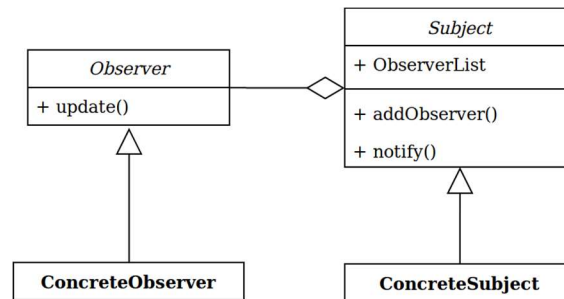 Observer
+ update()
Subject
+ ObserverList
+ addObserver()
+ notify()
ConcreteObserver
ConcreteSubject